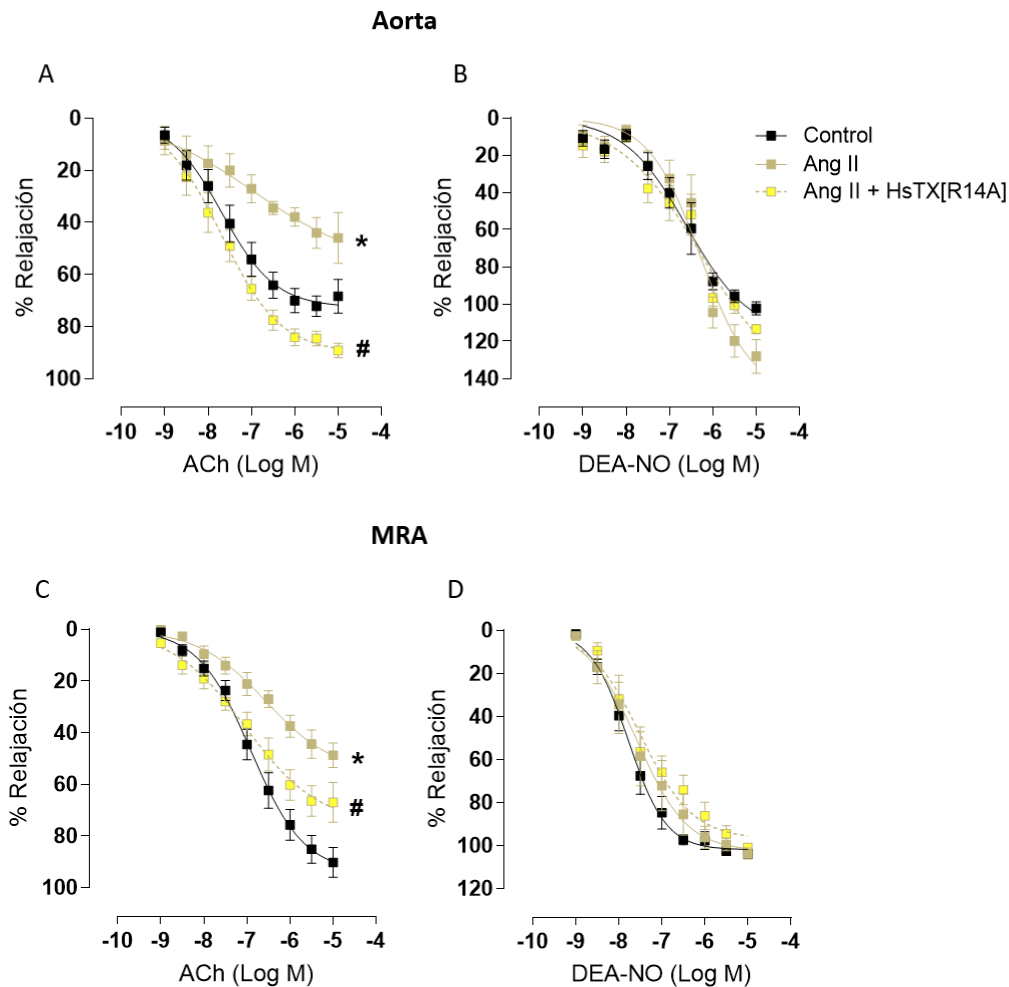 Aorta
A
B
0
20
40
60
80
100
% Relajación
-10 -9 -8 -7 -6 -5 -4
ACh (Log M)
*
#
0
20
40
60
80
100
120
140
% Relajación
-10 -9 -8 -7 -6 -5 -4
DEA-NO (Log M)
Control
Ang II
Ang II + HsTX[R14A]
MRA
C
D
0
20
40
60
80
100
% Relajación
-10 -9 -8 -7 -6 -5 -4
ACh (Log M)
*
#
0
20
40
60
80
100
120
% Relajación
-10 -9 -8 -7 -6 -5 -4
DEA-NO (Log M)